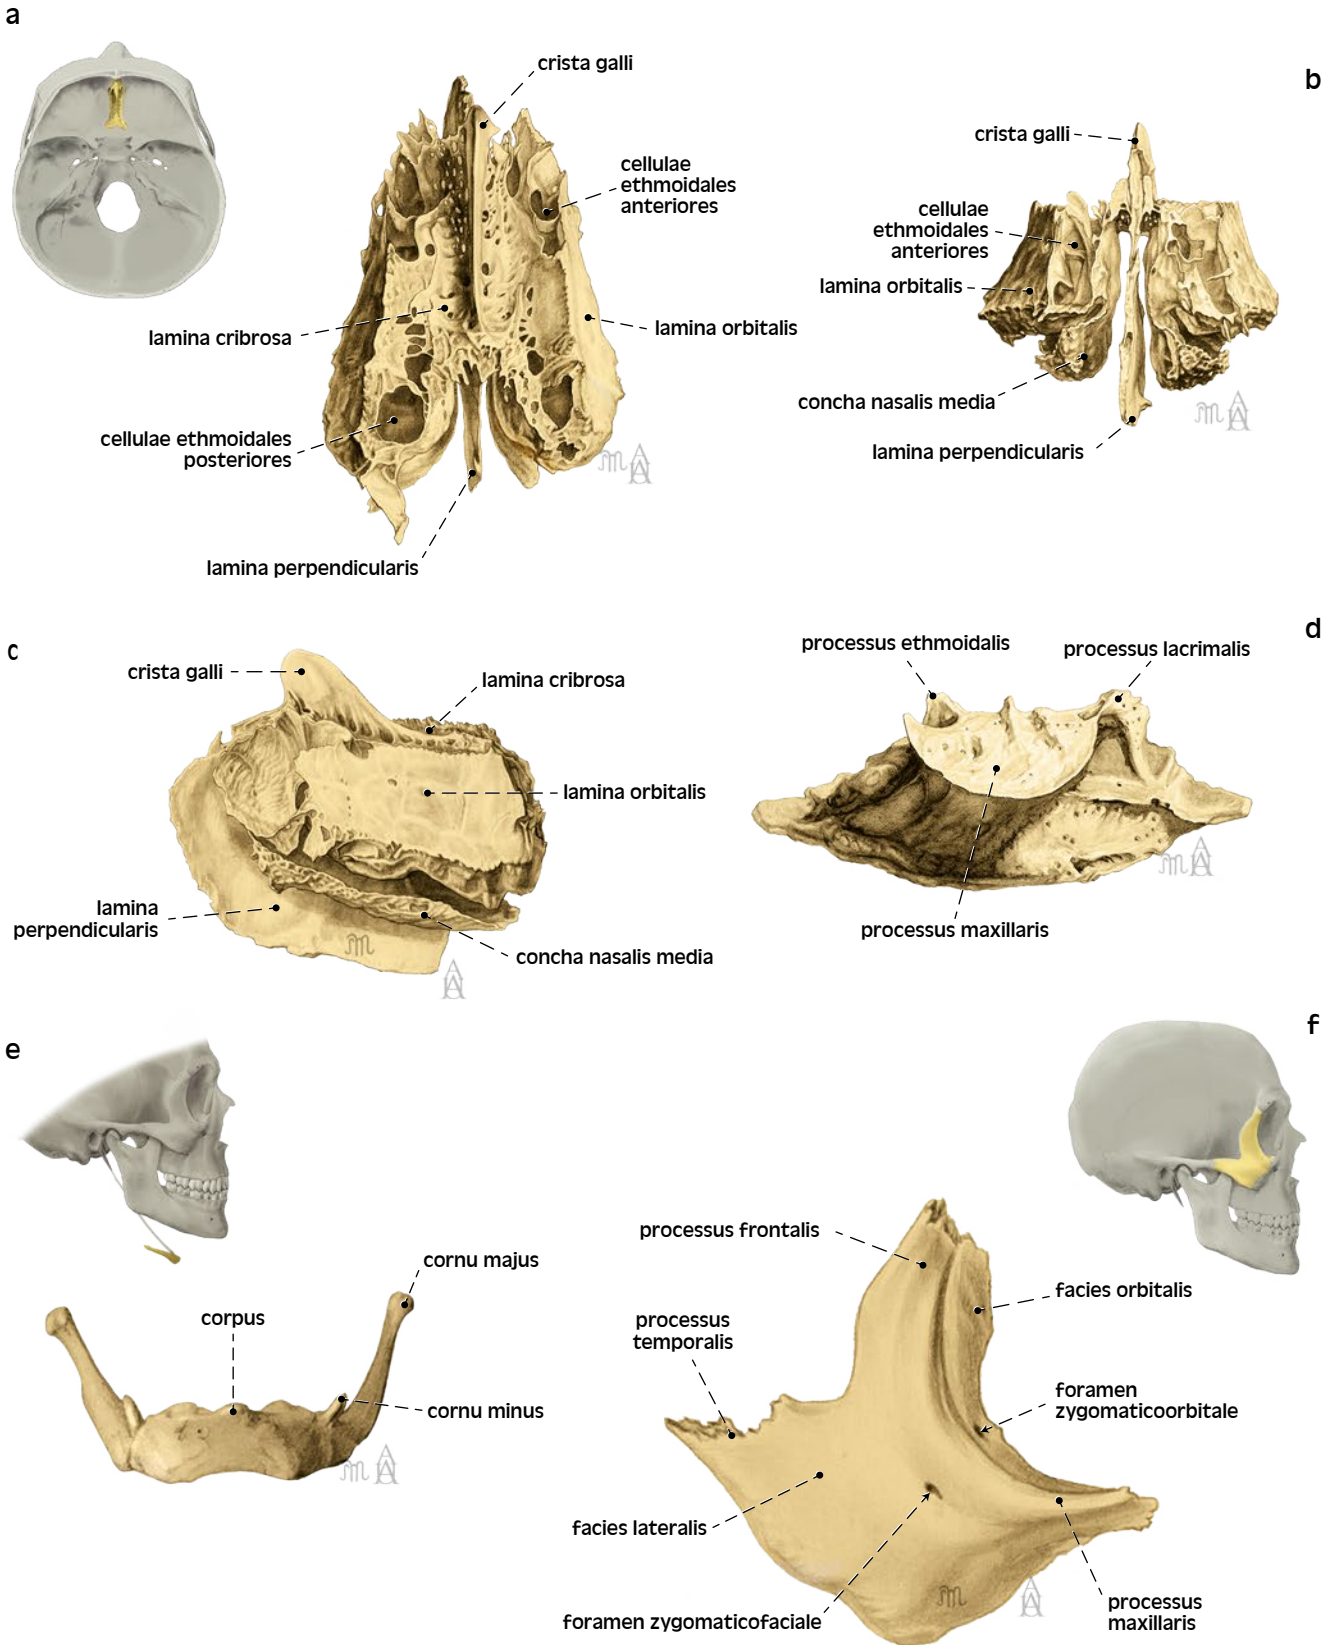 a
crista galli
cellulae
ethmoidales
anteriores
lamina cribrosa
lamina orbitalis
cellulae ethmoidales
posteriores
lamina perpendicularis
b
crista galli
cellulae
ethmoidales
anteriores
lamina orbitalis
concha nasalis media
lamina perpendicularis
c
crista galli
lamina cribrosa
lamina orbitalis
lamina
perpendicularis
concha nasalis media
d
processus ethmoidalis
processus lacrimalis
processus maxillaris
e
cornu majus
corpus
cornu minus
f
processus frontalis
facies orbitalis
processus
temporalis
foramen
zygomaticoorbitale
facies lateralis
foramen zygomaticofaciale
processus
maxillaris